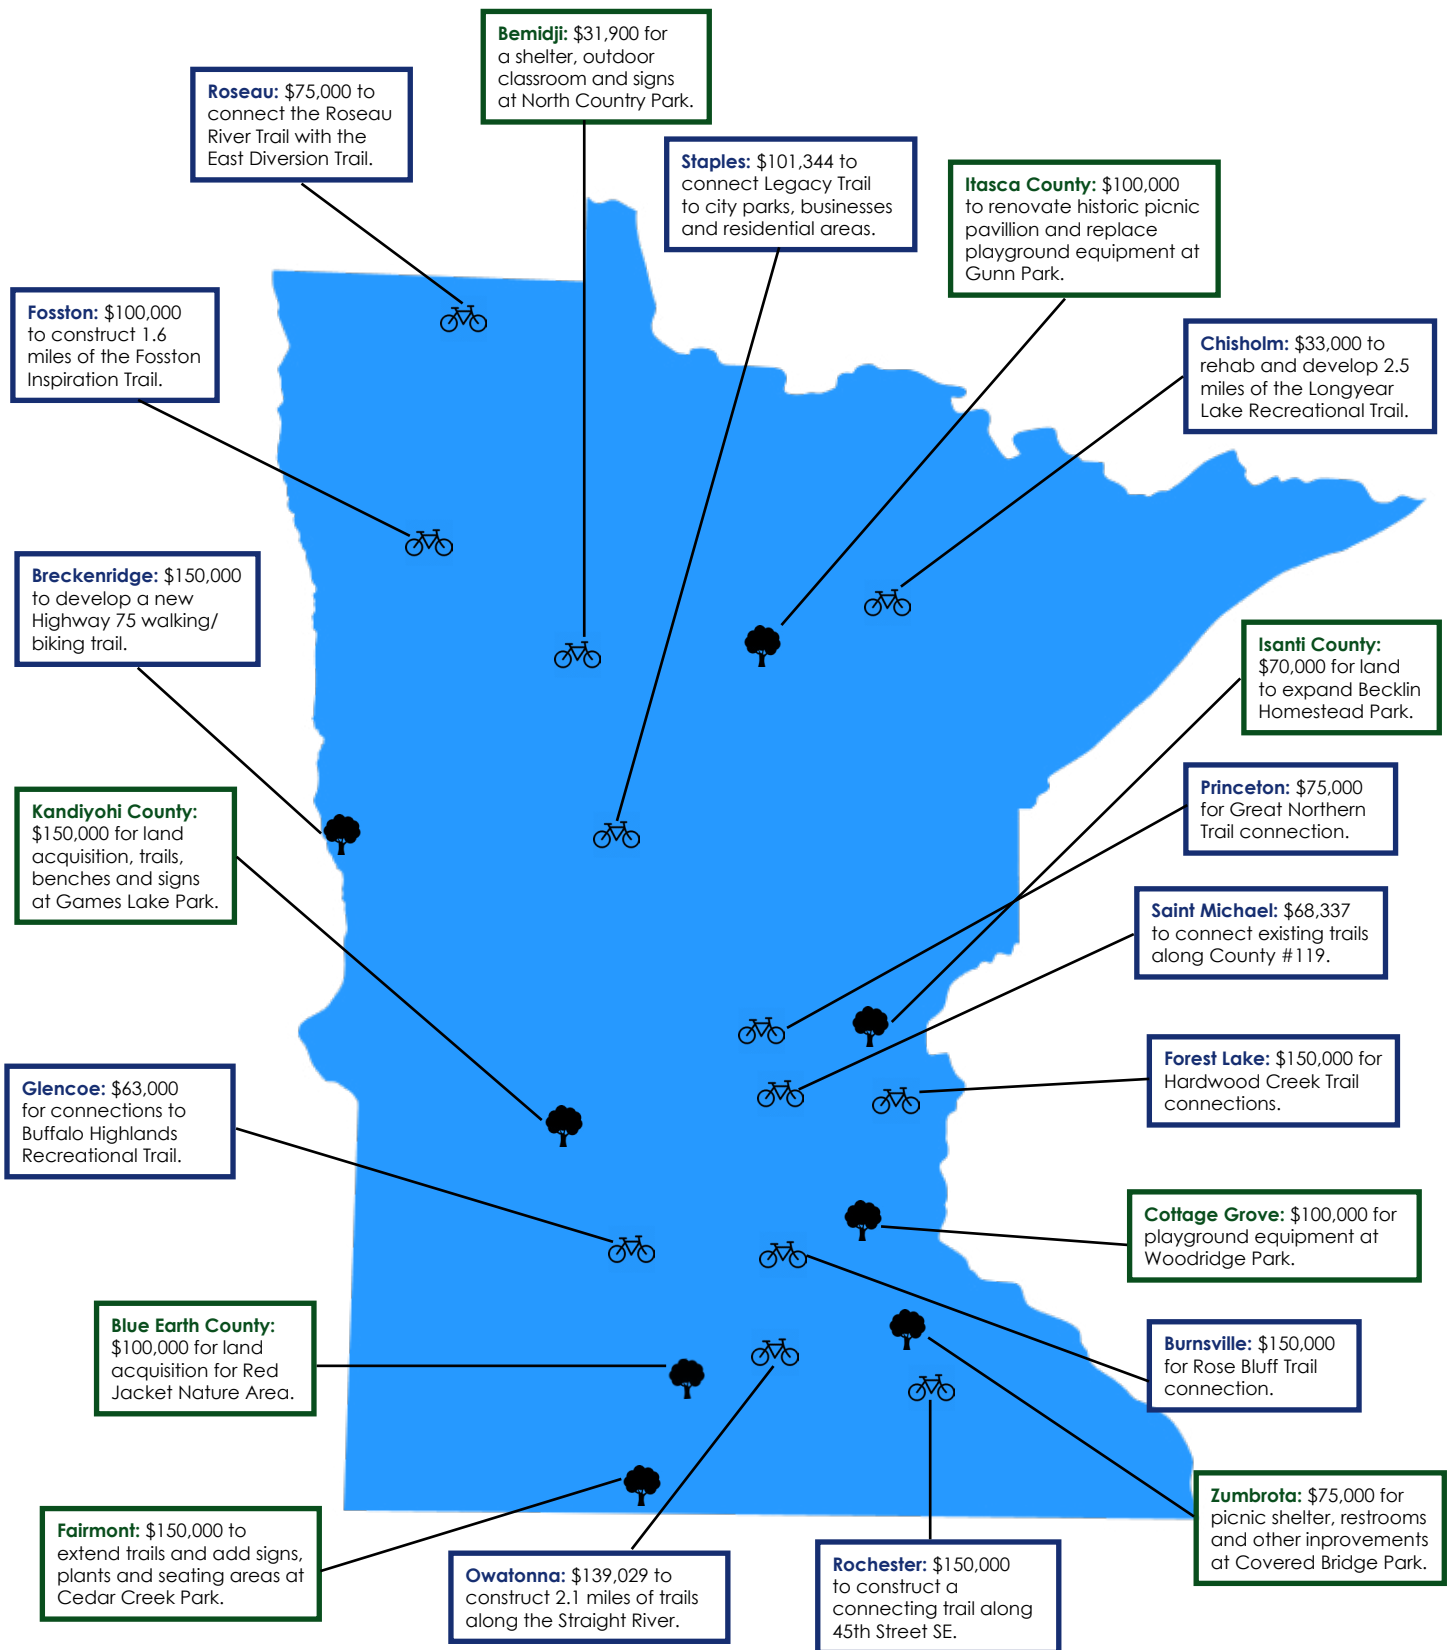 Bemidji: $31,900 for
a shelter, outdoor
classroom and signs
at North Country Park.
Roseau: $75,000 to
connect the Roseau
River Trail with the
East Diversion Trail.
Staples: $101,344 to
connect Legacy Trail
to city parks, businesses
and residential areas.
Itasca County: $100,000
to renovate historic picnic
pavillion and replace
playground equipment at
Gunn Park.
Fosston: $100,000
to construct 1.6
miles of the Fosston
Inspiration Trail.
Chisholm: $33,000 to
rehab and develop 2.5
miles of the Longyear
Lake Recreational Trail.
Breckenridge: $150,000
to develop a new
Highway 75 walking/
biking trail.
Isanti County:
$70,000 for land
to expand Becklin
Homestead Park.
Princeton: $75,000
for Great Northern
Trail connection.
Kandiyohi County:
$150,000 for land
acquisition, trails,
benches and signs
at Games Lake Park.
Saint Michael: $68,337
to connect existing trails
along County #119.
Forest Lake: $150,000 for
Hardwood Creek Trail
connections.
Glencoe: $63,000
for connections to
Buffalo Highlands
Recreational Trail.
Cottage Grove: $100,000 for
playground equipment at
Woodridge Park.
Blue Earth County:
$100,000 for land
acquisition for Red
Jacket Nature Area.
Burnsville: $150,000
for Rose Bluff Trail
connection.
Zumbrota: $75,000 for
picnic shelter, restrooms
and other inprovements
at Covered Bridge Park.
Fairmont: $150,000 to
extend trails and add signs,
plants and seating areas at
Cedar Creek Park.
Owatonna: $139,029 to
construct 2.1 miles of trails
along the Straight River.
Rochester: $150,000
to construct a
connecting trail along
45th Street SE.